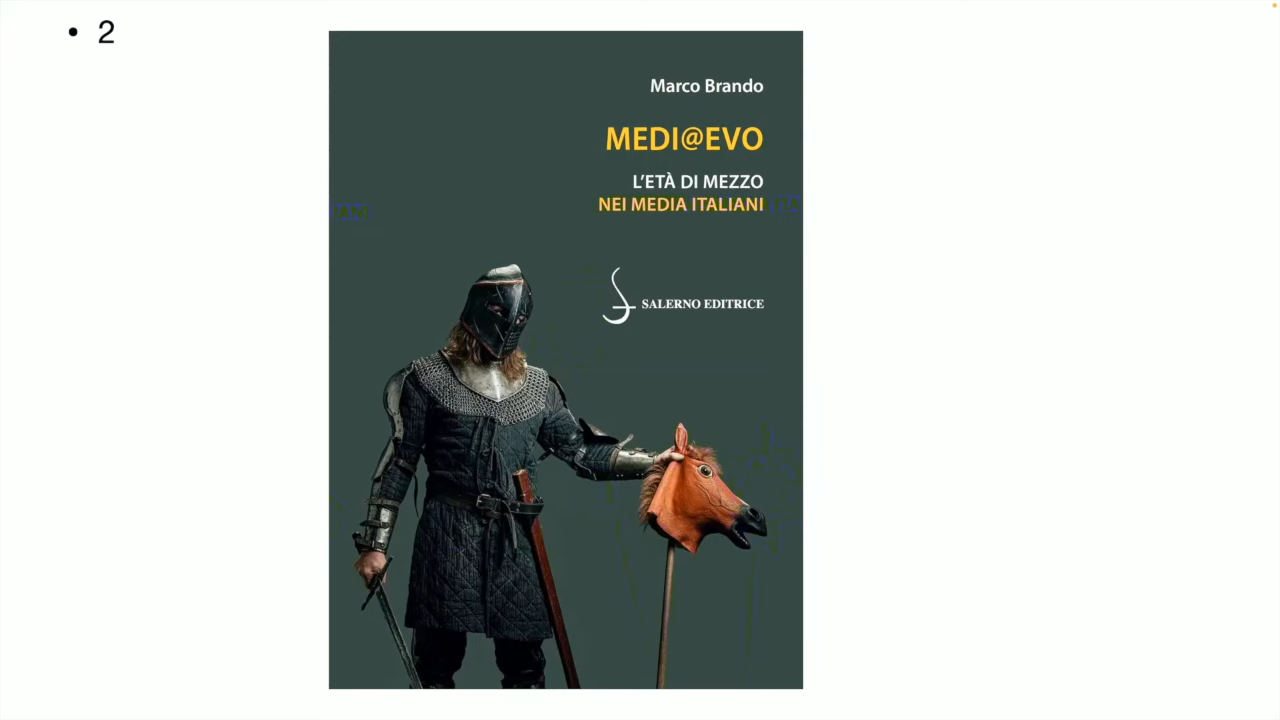 • 2
Marco Brando
MEDI@EVO
L'ETÀ DI MEZZO
NEI MEDIA ITALIANI
SALERNO EDITRICE